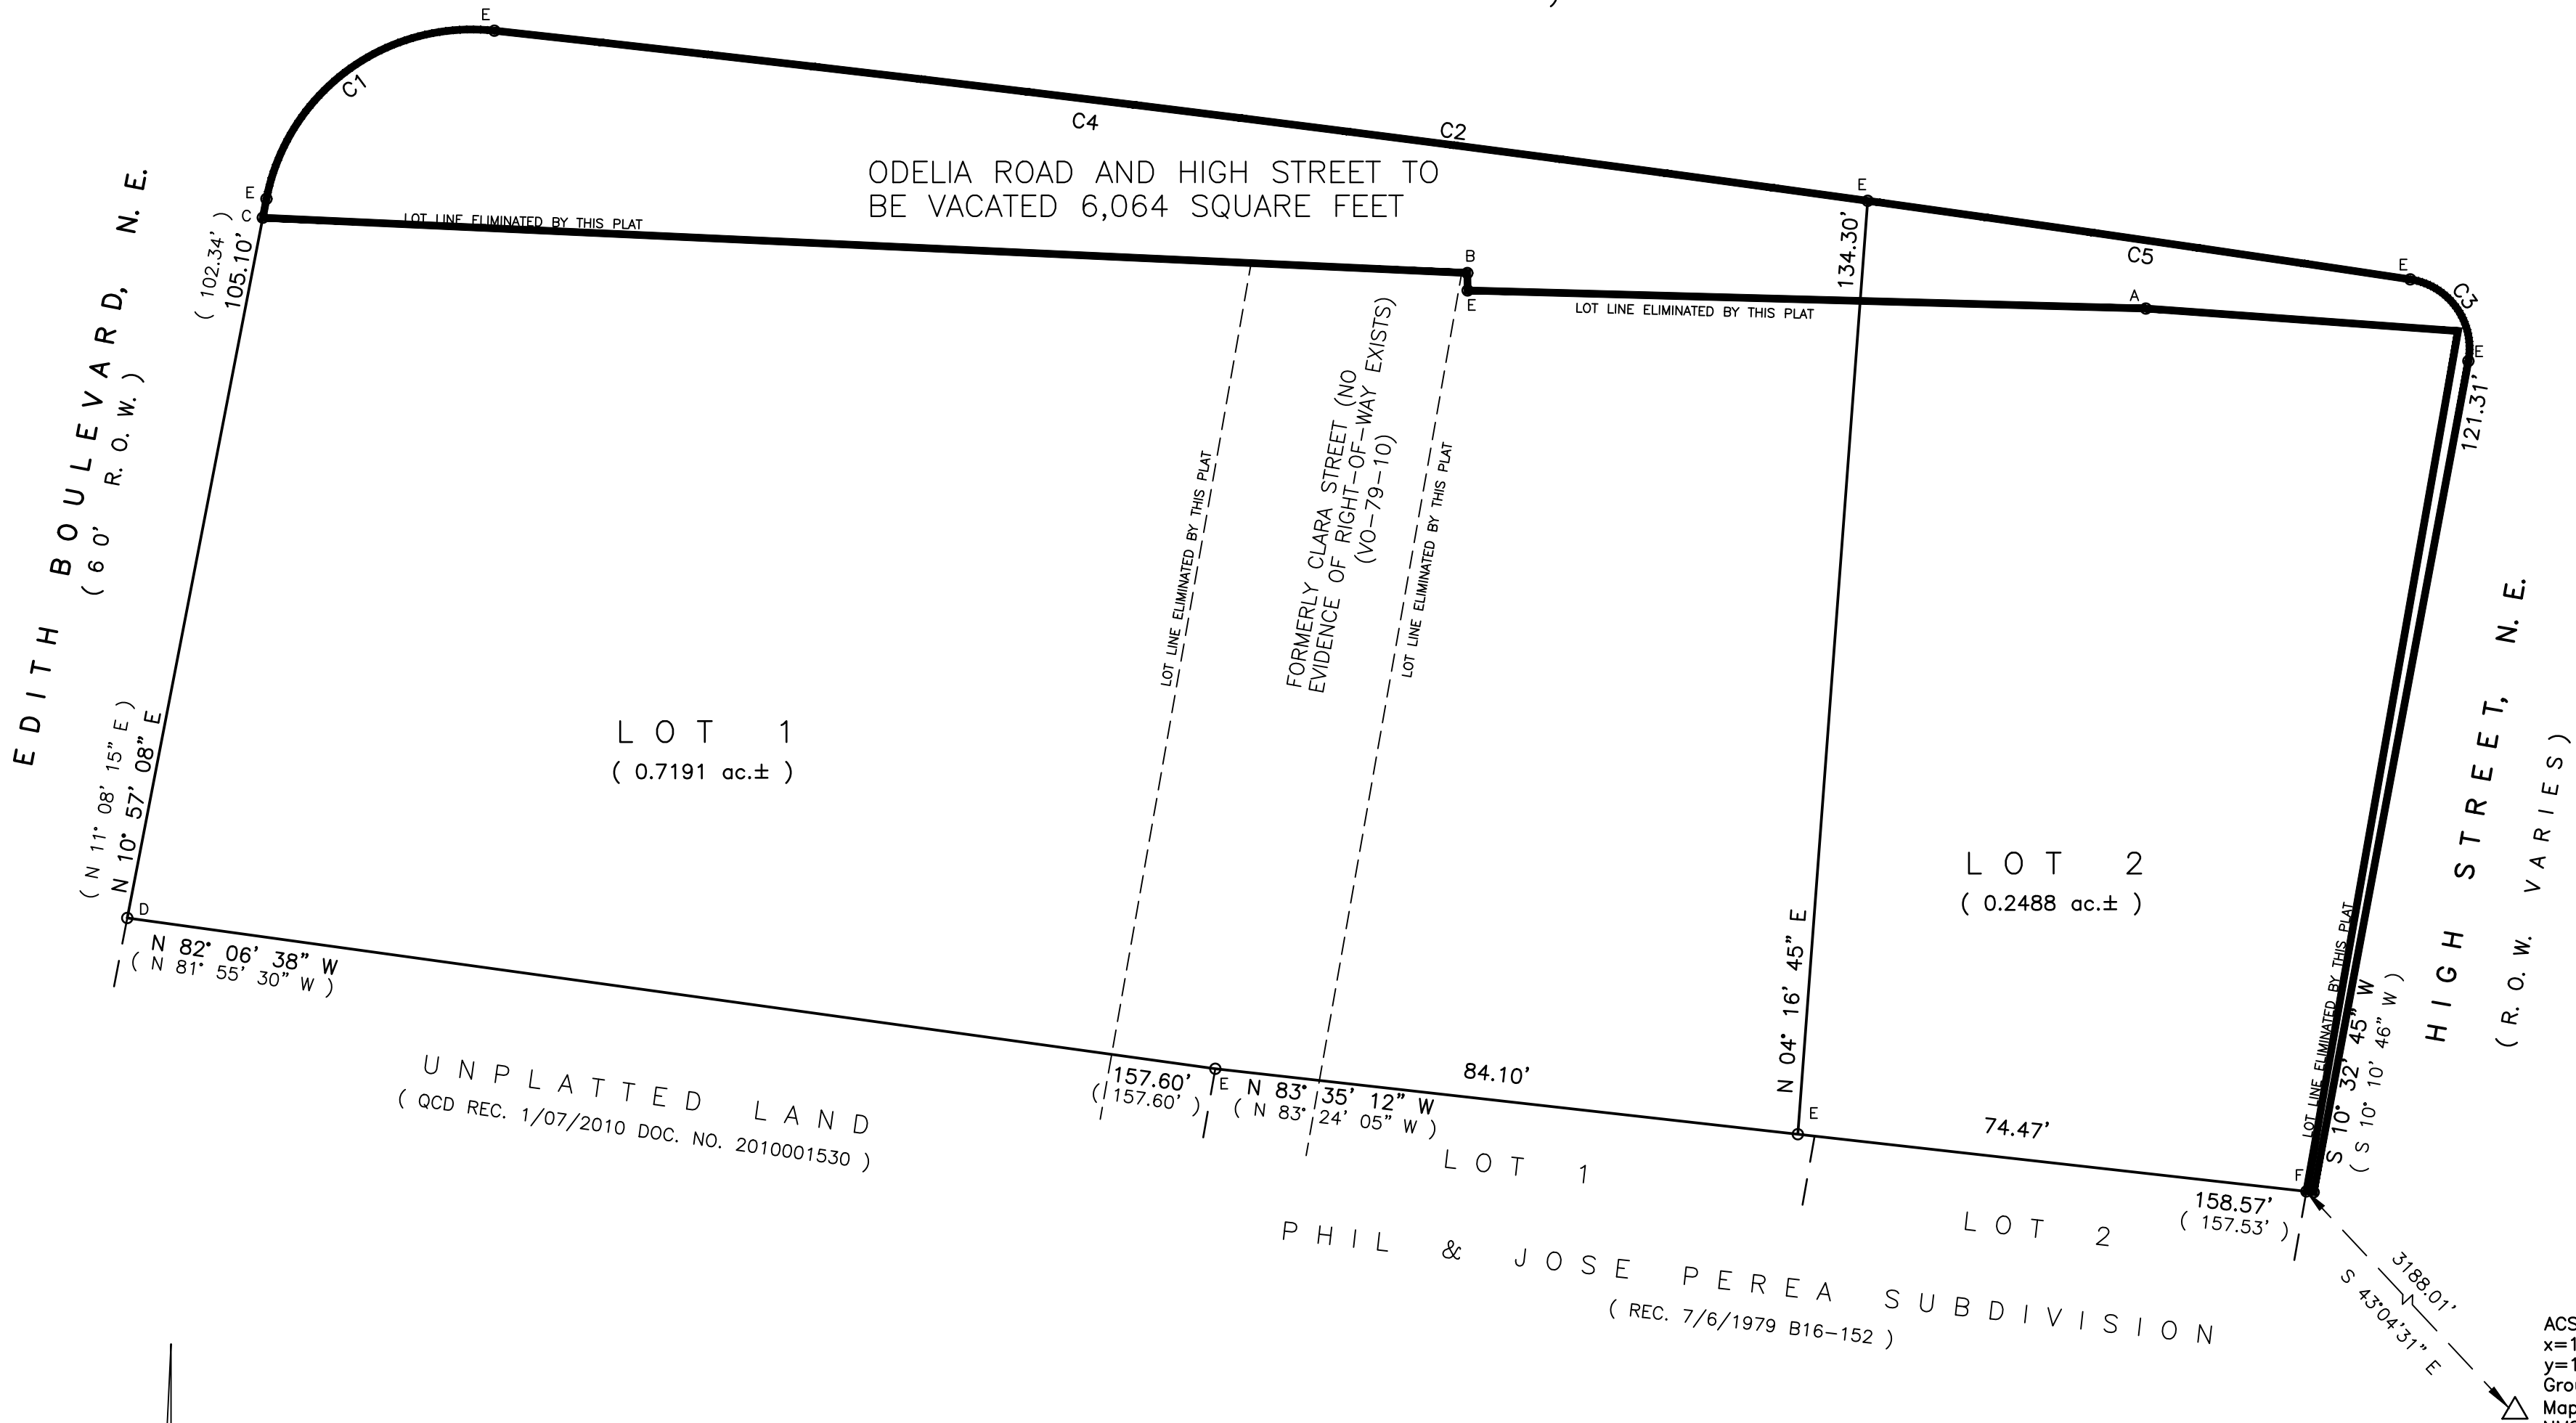 E
C1
C4
C2
ODELIA ROAD AND HIGH STREET TO
BE VACATED 6,064 SQUARE FEET
E
C
LOT LINE ELIMINATED BY THIS PLAT
E
134.30'
C5
E
C3
B
E
LOT LINE ELIMINATED BY THIS PLAT
A
E
121.31'
( 102.34' )
105.10'
EDITH BOULEVARD, N. E.
( 60' R. O. W. )
LOT LINE ELIMINATED BY THIS PLAT
FORMERLY CLARA STREET (NO
EVIDENCE OF RIGHT-OF-WAY EXISTS)
(VO-79-10)
LOT LINE ELIMINATED BY THIS PLAT
LOT 1
( 0.7191 ac.± )
LOT 2
( 0.2488 ac.± )
HIGH STREET, N. E.
( R. O. W. VARIES )
( N 11° 08' 15" E )
N 10° 57' 08" E
D
N 82° 06' 38" W
( N 81° 55' 30" W )
N 04° 16' 45" E
LOT LINE ELIMINATED BY THIS PLAT
S 10° 32' 45" W
( S 10° 10' 46" W )
157.60'
( 157.60' )
E
N 83° 35' 12" W
( N 83° 24' 05" W )
84.10'
E
74.47'
F
158.57'
( 157.53' )
UNPLATTED LAND
( QCD REC. 1/07/2010 DOC. NO. 2010001530 )
LOT 1
LOT 2
PHIL & JOSE PEREA SUBDIVISION
( REC. 7/6/1979 B16-152 )
3188.01'
S 43°04'31" E
ACS
x=1
y=1
Gro
Map